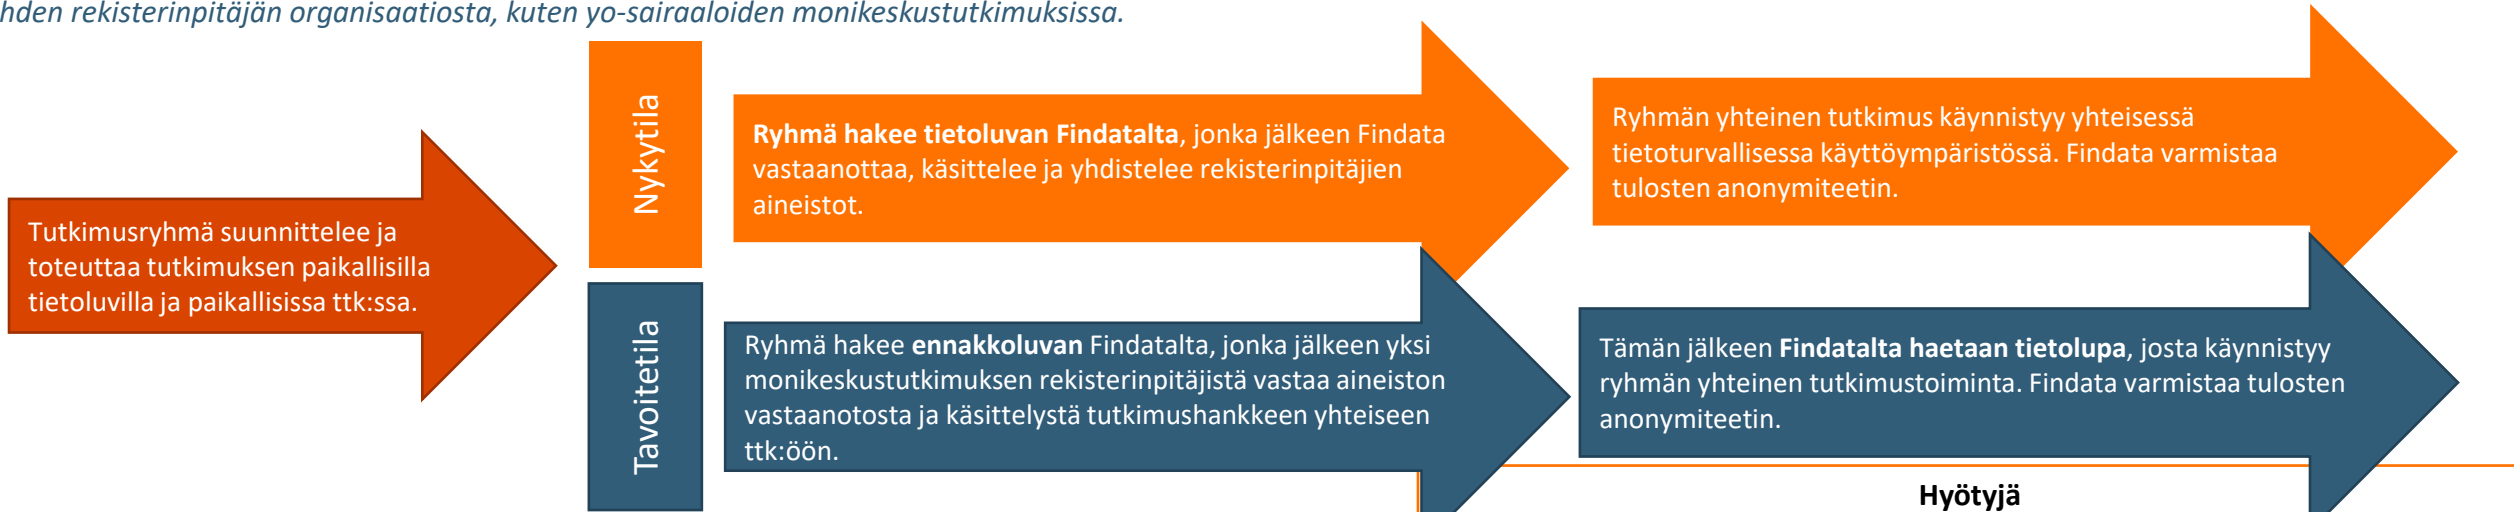 hden rekisterinpitäjän organisaatiosta, kuten yo-sairaaloiden monikeskustutkimuksissa.
Tutkimusryhmä suunnittelee ja
toteuttaa tutkimuksen paikallisilla
tietoluvilla ja paikallisissa ttk:ssa.
Nykytila
Ryhmä hakee tietoluvan Findatalta, jonka jälkeen Findata
vastaanottaa, käsittelee ja yhdistelee rekisterinpitäjien
aineistot.
Ryhmän yhteinen tutkimus käynnistyy yhteisessä
tietoturvallisessa käyttöympäristössä. Findata varmistaa
tulosten anonymiteetin.
Tavoitetila
Ryhmä hakee ennakkoluvan Findatalta, jonka jälkeen yksi
monikeskustutkimuksen rekisterinpitäjistä vastaa aineiston
vastaanotosta ja käsittelystä tutkimushankkeen yhteiseen
ttk:öön.
Tämän jälkeen Findatalta haetaan tietolupa, josta käynnistyy
ryhmän yhteinen tutkimustoiminta. Findata varmistaa tulosten
anonymiteetin.
Hyötyjä